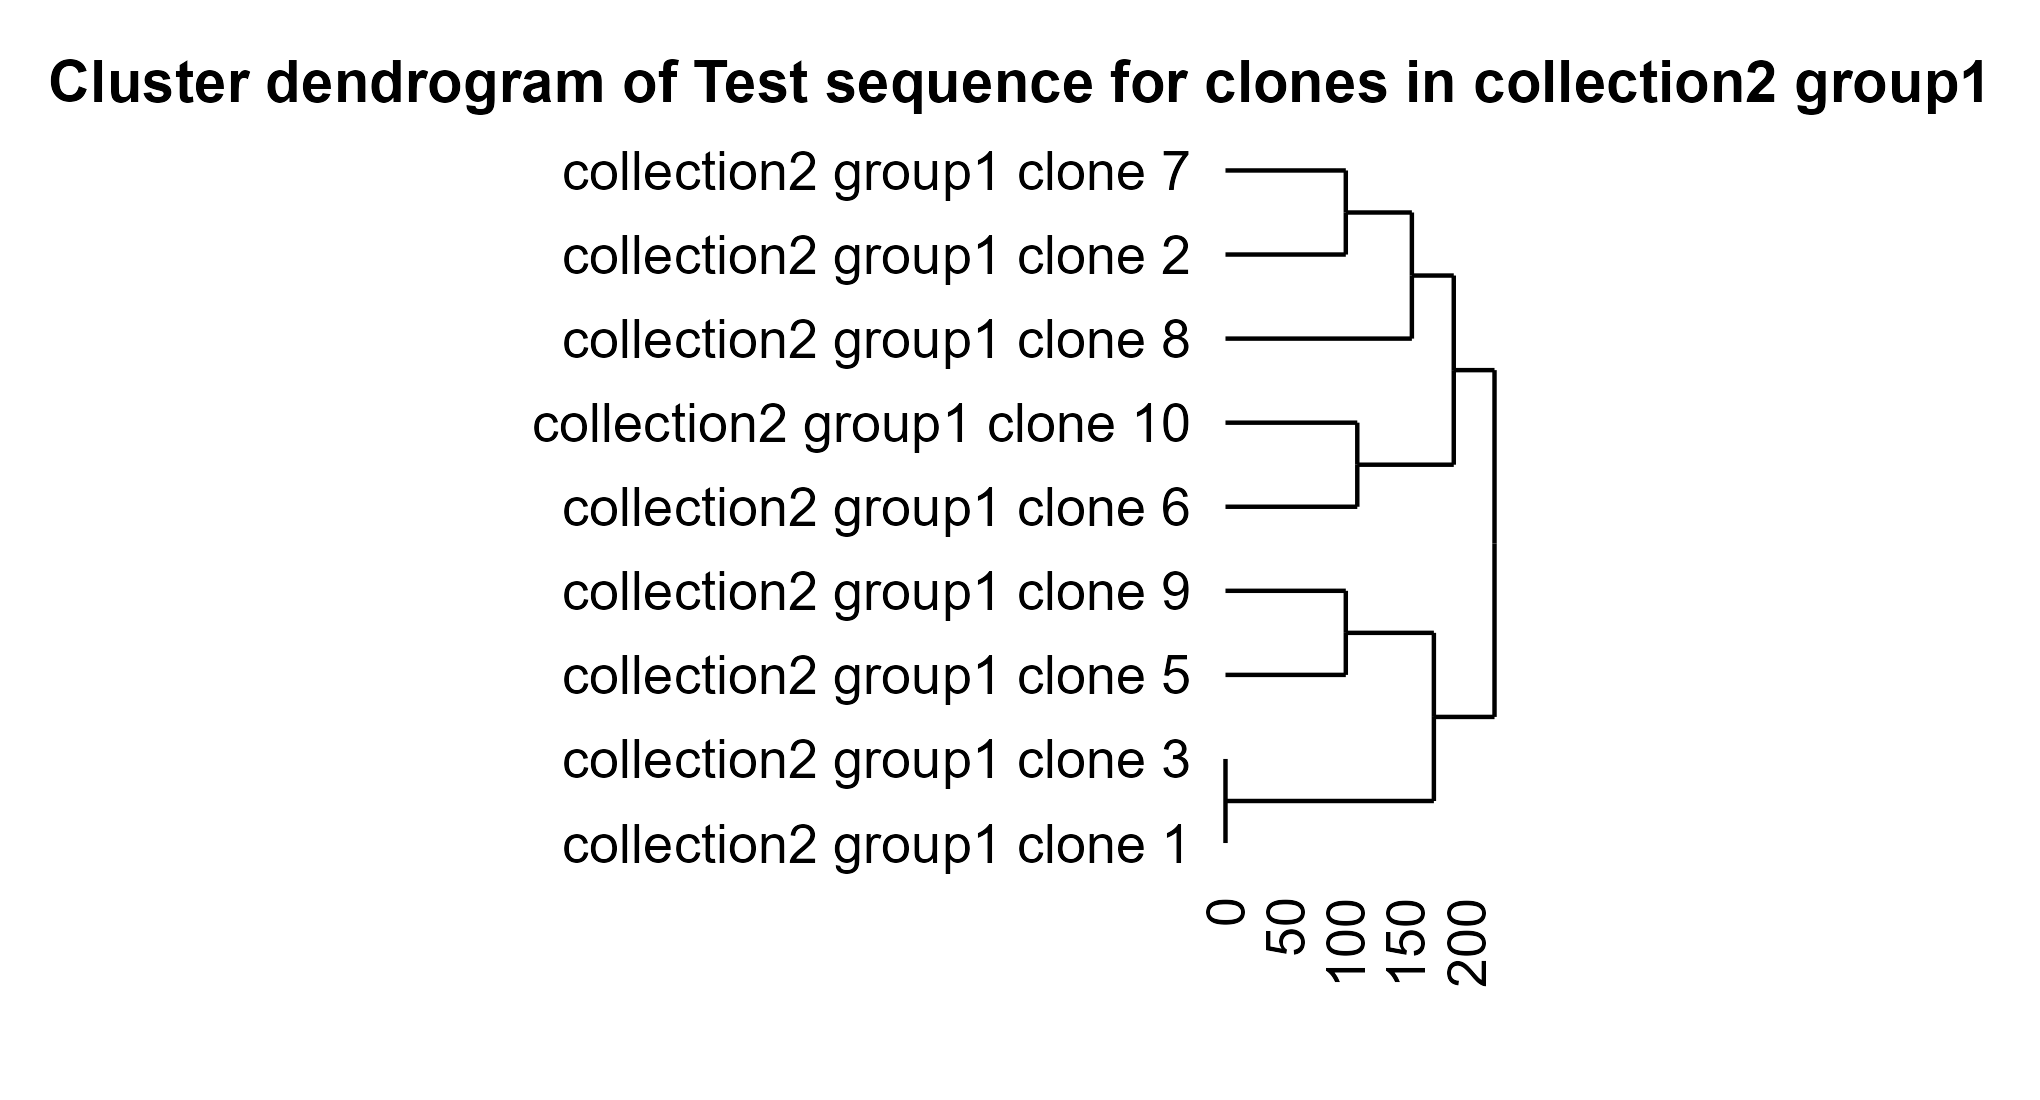 Cluster dendrogram of Test sequence for clones in collection2 group1
collection2 group1 clone 7
collection2 group1 clone 2
collection2 group1 clone 8
collection2 group1 clone 10
collection2 group1 clone 6
collection2 group1 clone 9
collection2 group1 clone 5
collection2 group1 clone 3
collection2 group1 clone 1
0
50
100
150
200